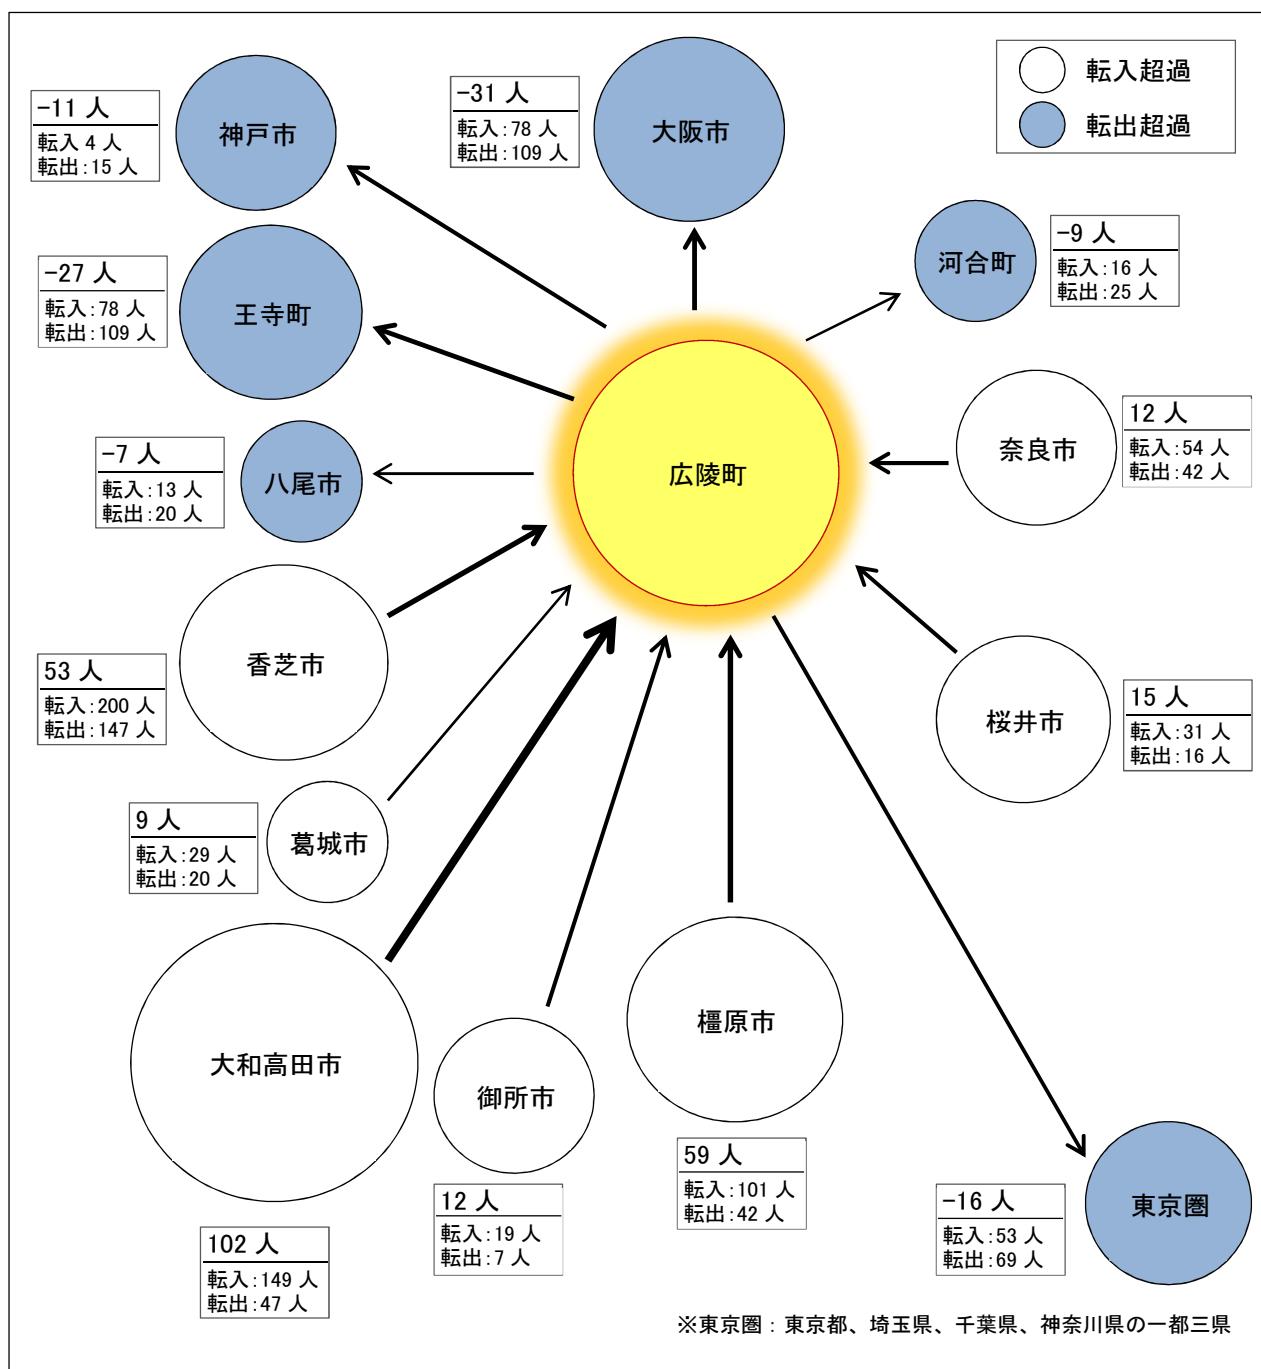 転入超過
転出超過
-11 人
転入 4 人
転出:15 人
神戸市
-31 人
転入:78 人
転出:109 人
大阪市
河合町
-9 人
転入:16 人
転出:25 人
-27 人
転入:78 人
転出:109 人
王寺町
-7 人
転入:13 人
転出:20 人
八尾市
広陵町
奈良市
12 人
転入:54 人
転出:42 人
53 人
転入:200 人
転出:147 人
香芝市
桜井市
15 人
転入:31 人
転出:16 人
9 人
転入:29 人
転出:20 人
葛城市
大和高田市
102 人
転入:149 人
転出:47 人
御所市
12 人
転入:19 人
転出:7 人
橿原市
59 人
転入:101 人
転出:42 人
-16 人
転入:53 人
転出:69 人
東京圏
※東京圏:東京都、埼玉県、千葉県、神奈川県の一都三県